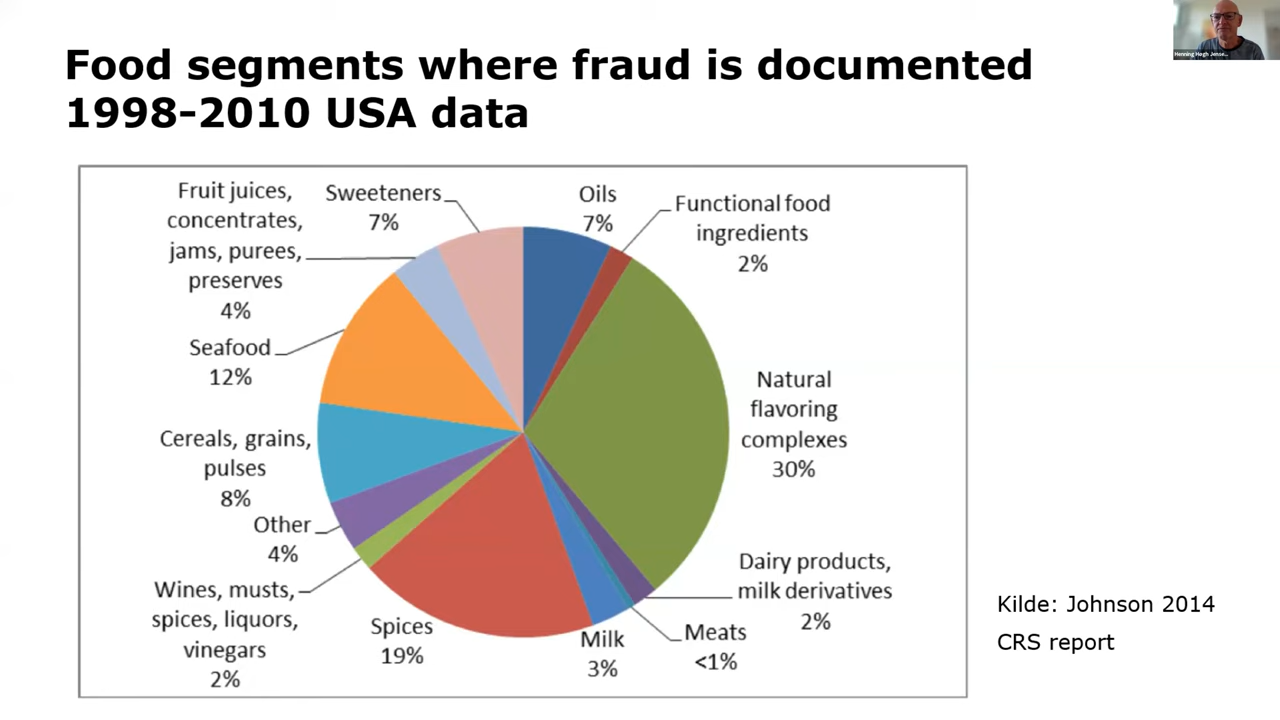 Food segments where fraud is documented
1998-2010 USA data
Henning Høgh Jense...
Fruit juices,
concentrates,
jams, purees,
preserves
4%
Sweeteners
7%
Oils
7%
Functional food
ingredients
2%
Seafood
12%
Natural
flavoring
complexes
30%
Cereals, grains,
pulses
8%
Other
4%
Wines, musts,
spices, liquors,
vinegars
2%
Spices
19%
Milk
3%
Meats
<1%
Dairy products,
milk derivatives
2%
Kilde: Johnson 2014
CRS report